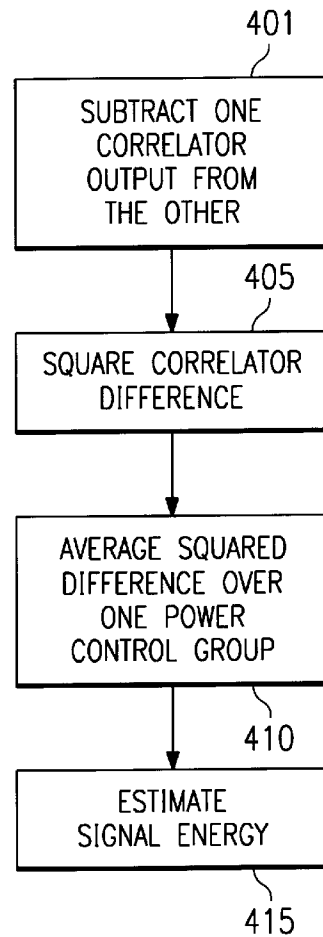 401
SUBTRACT ONE
CORRELATOR
OUTPUT FROM
THE OTHER
405
SQUARE CORRELATOR
DIFFERENCE
AVERAGE SQUARED
DIFFERENCE OVER
ONE POWER
CONTROL GROUP
410
ESTIMATE
SIGNAL ENERGY
415